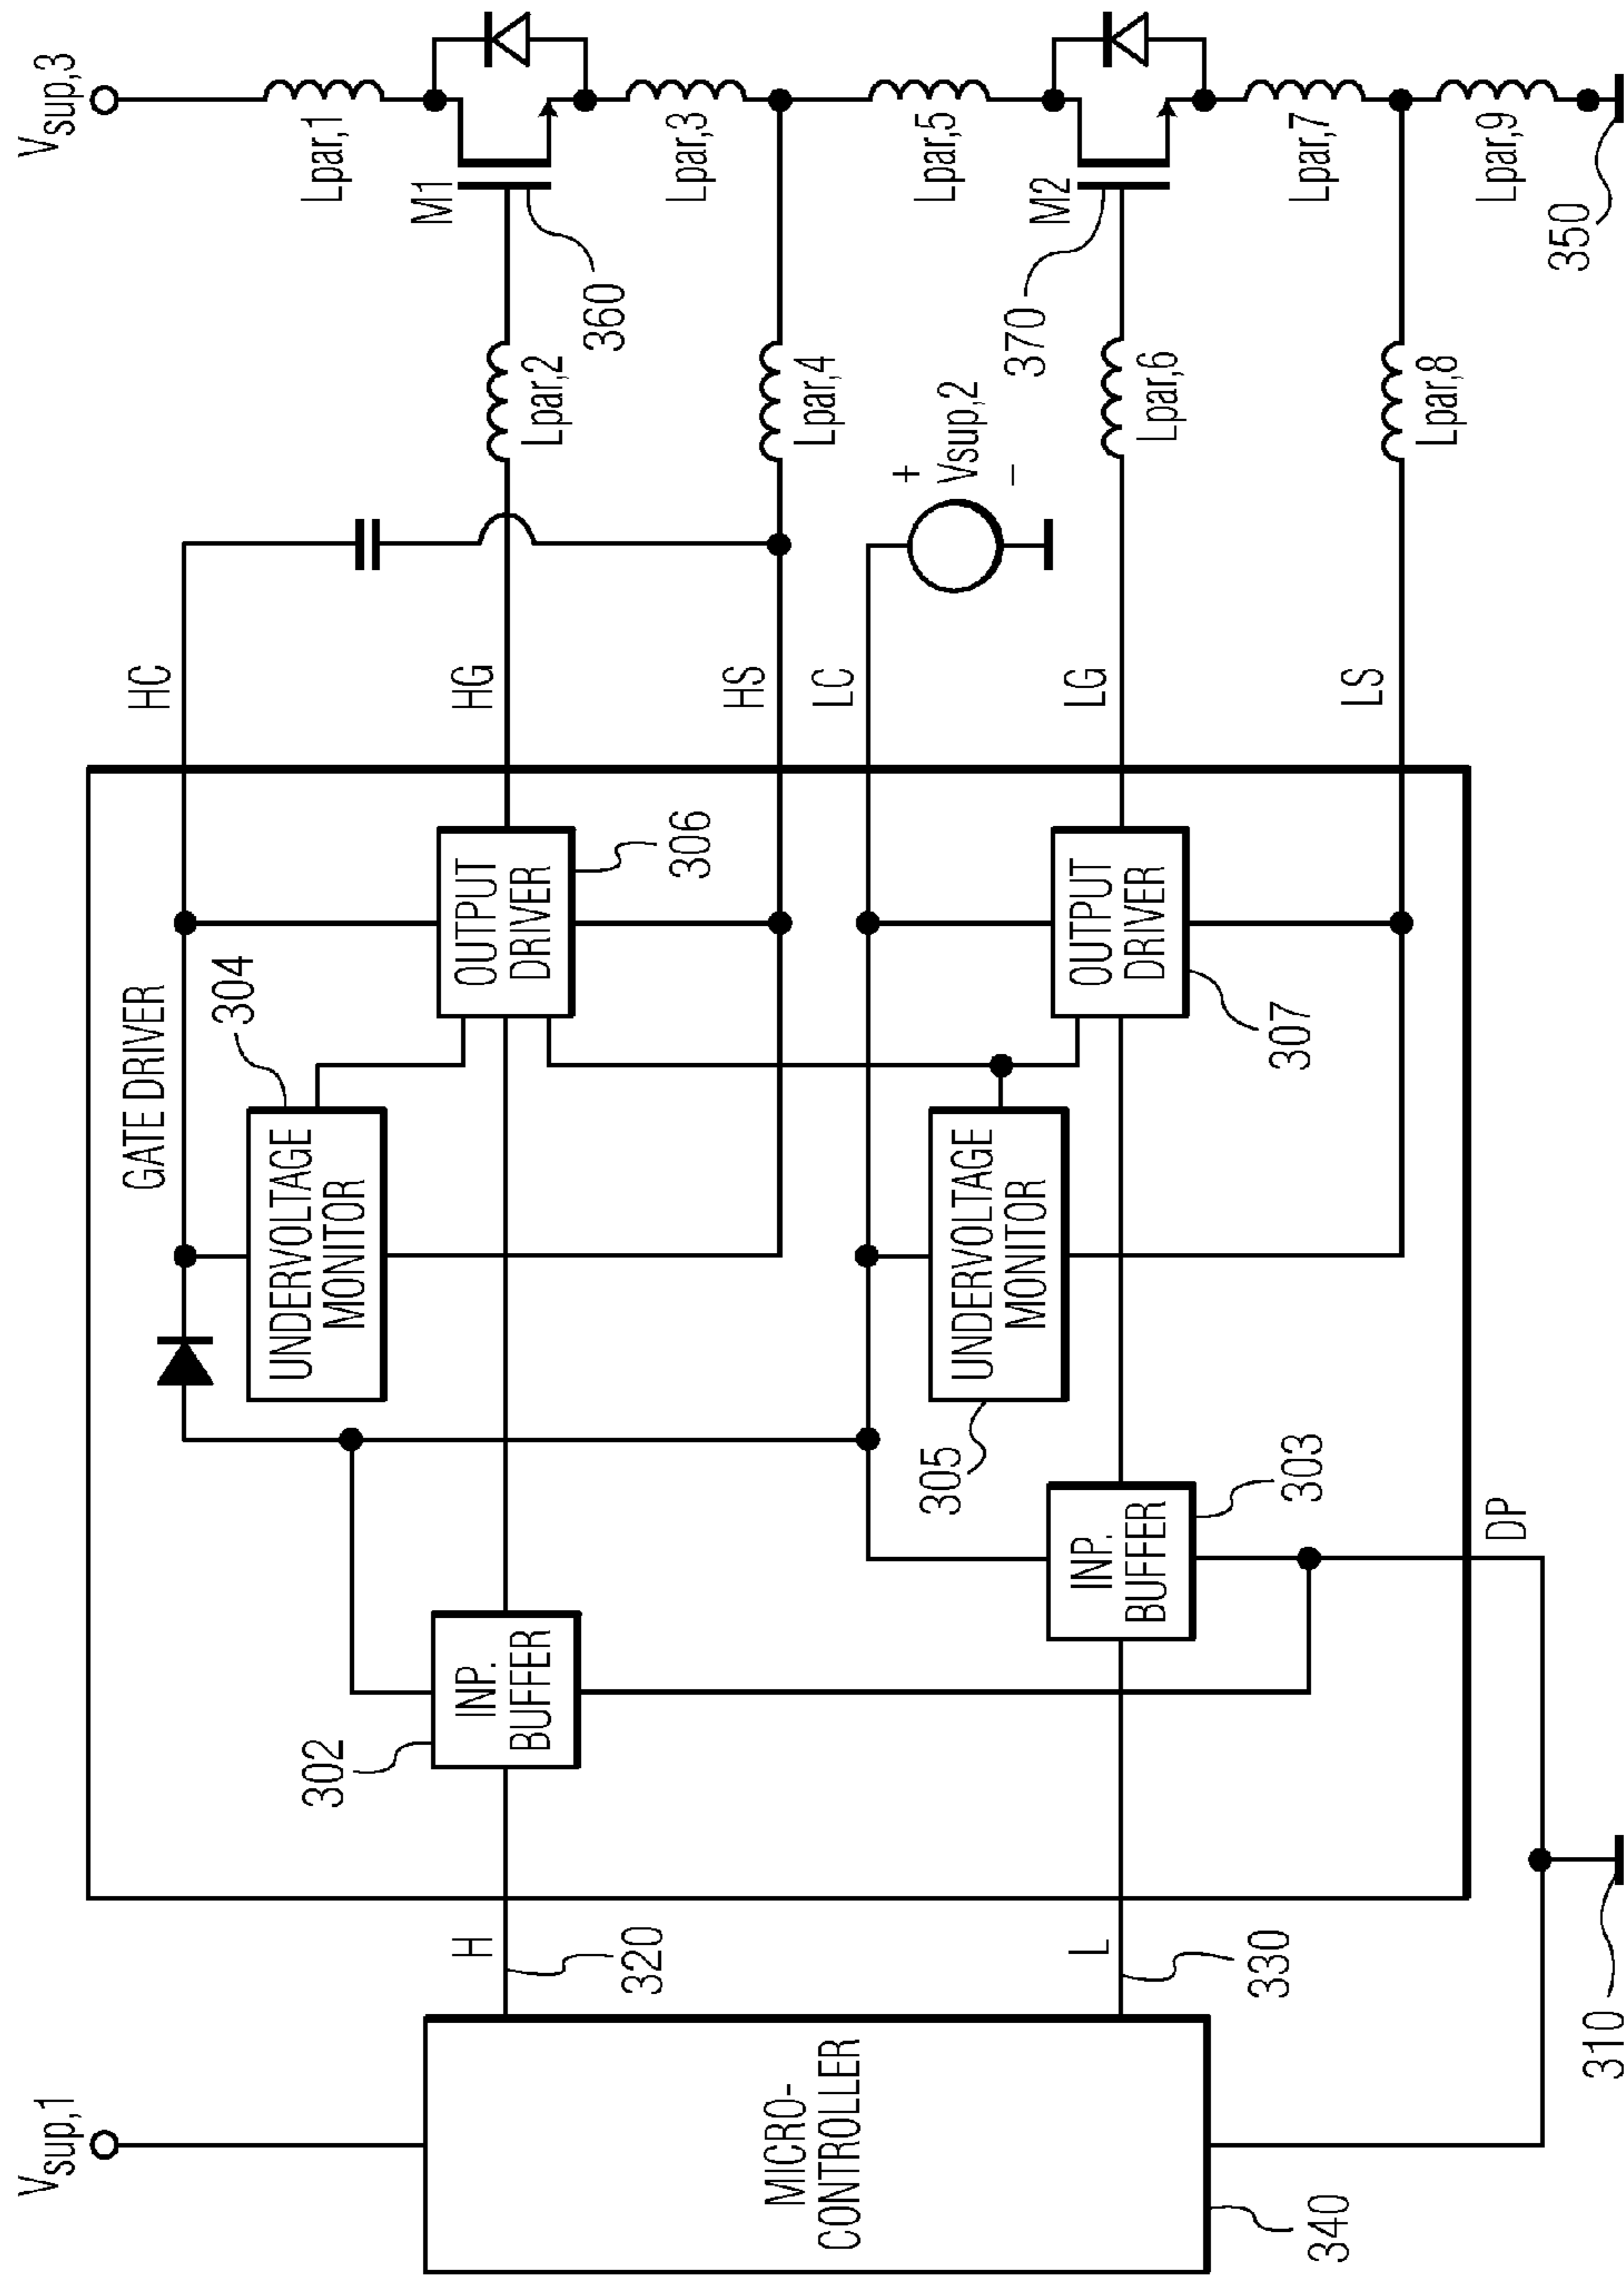 Vsup,1
Vsup,3
GATE DRIVER
HC
Lpar,1
304
UNDERVOLTAGE
MONITOR
302
INP.
BUFFER
H
320
OUTPUT
DRIVER
306
HG
Lpar,2
M1
360
Lpar,3
HS
Lpar,4
MICRO-
CONTROLLER
340
LC
+
Vsup,2
−
Lpar,5
305
UNDERVOLTAGE
MONITOR
INP.
BUFFER
303
L
330
OUTPUT
DRIVER
307
LG
Lpar,6
M2
370
Lpar,7
LS
Lpar,8
Lpar,9
DP
310
350